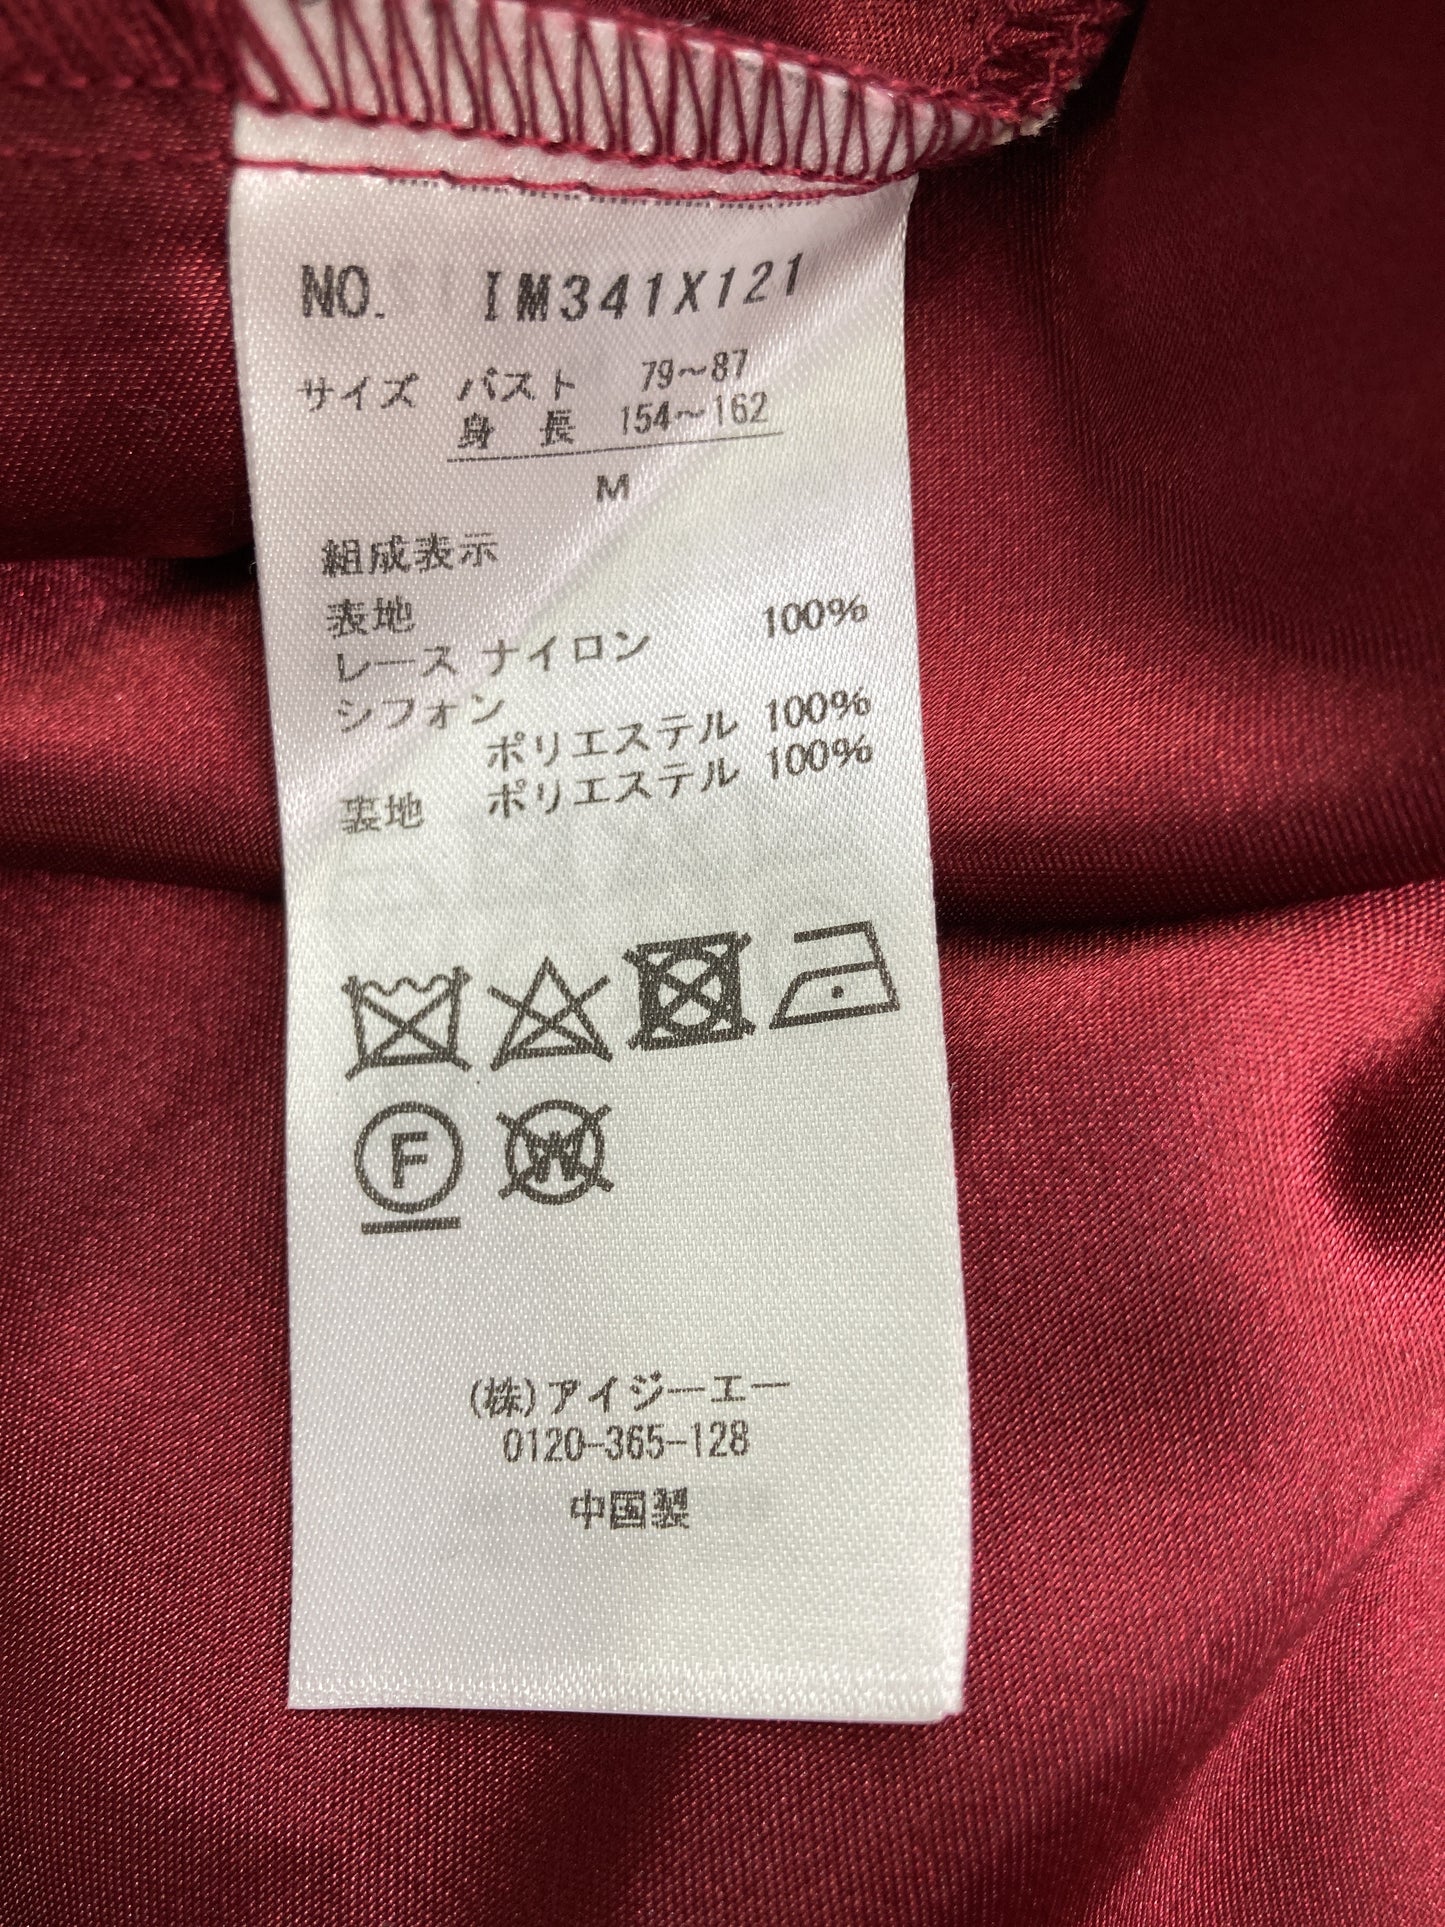 NO. IM341X121
サイズ バスト 79～87
身 長 154～162
M
組成表示
表地
レース ナイロン 100%
シフォン
ポリエステル 100%
裏地 ポリエステル 100%
F
W
(株)アイジーエー
0120-365-128
中国製